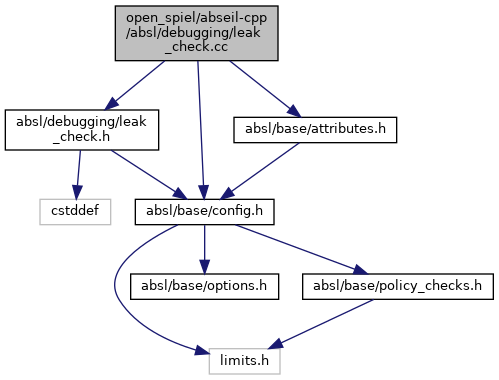 open_spiel/abseil-cpp
/absl/debugging/leak
_check.cc
absl/debugging/leak
_check.h
absl/base/attributes.h
cstddef
absl/base/config.h
absl/base/options.h
absl/base/policy_checks.h
limits.h